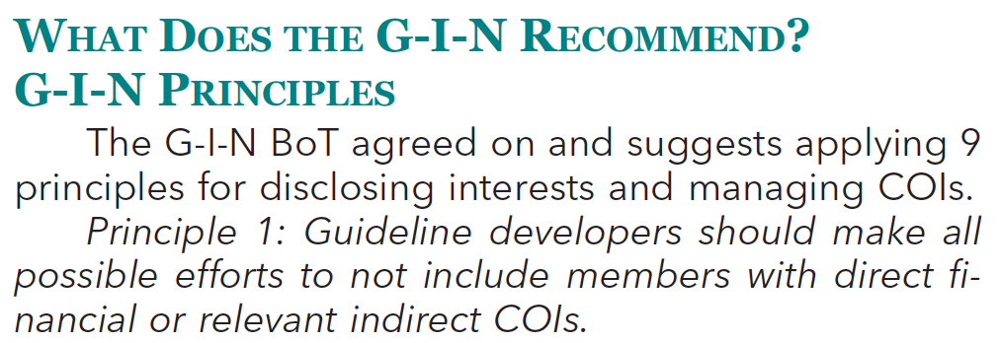 WHAT DOES THE G-I-N RECOMMEND?
G-I-N PRINCIPLES
The G-I-N BoT agreed on and suggests applying 9
principles for disclosing interests and managing COIs.
Principle 1: Guideline developers should make all
possible efforts to not include members with direct fi-
nancial or relevant indirect COIs.